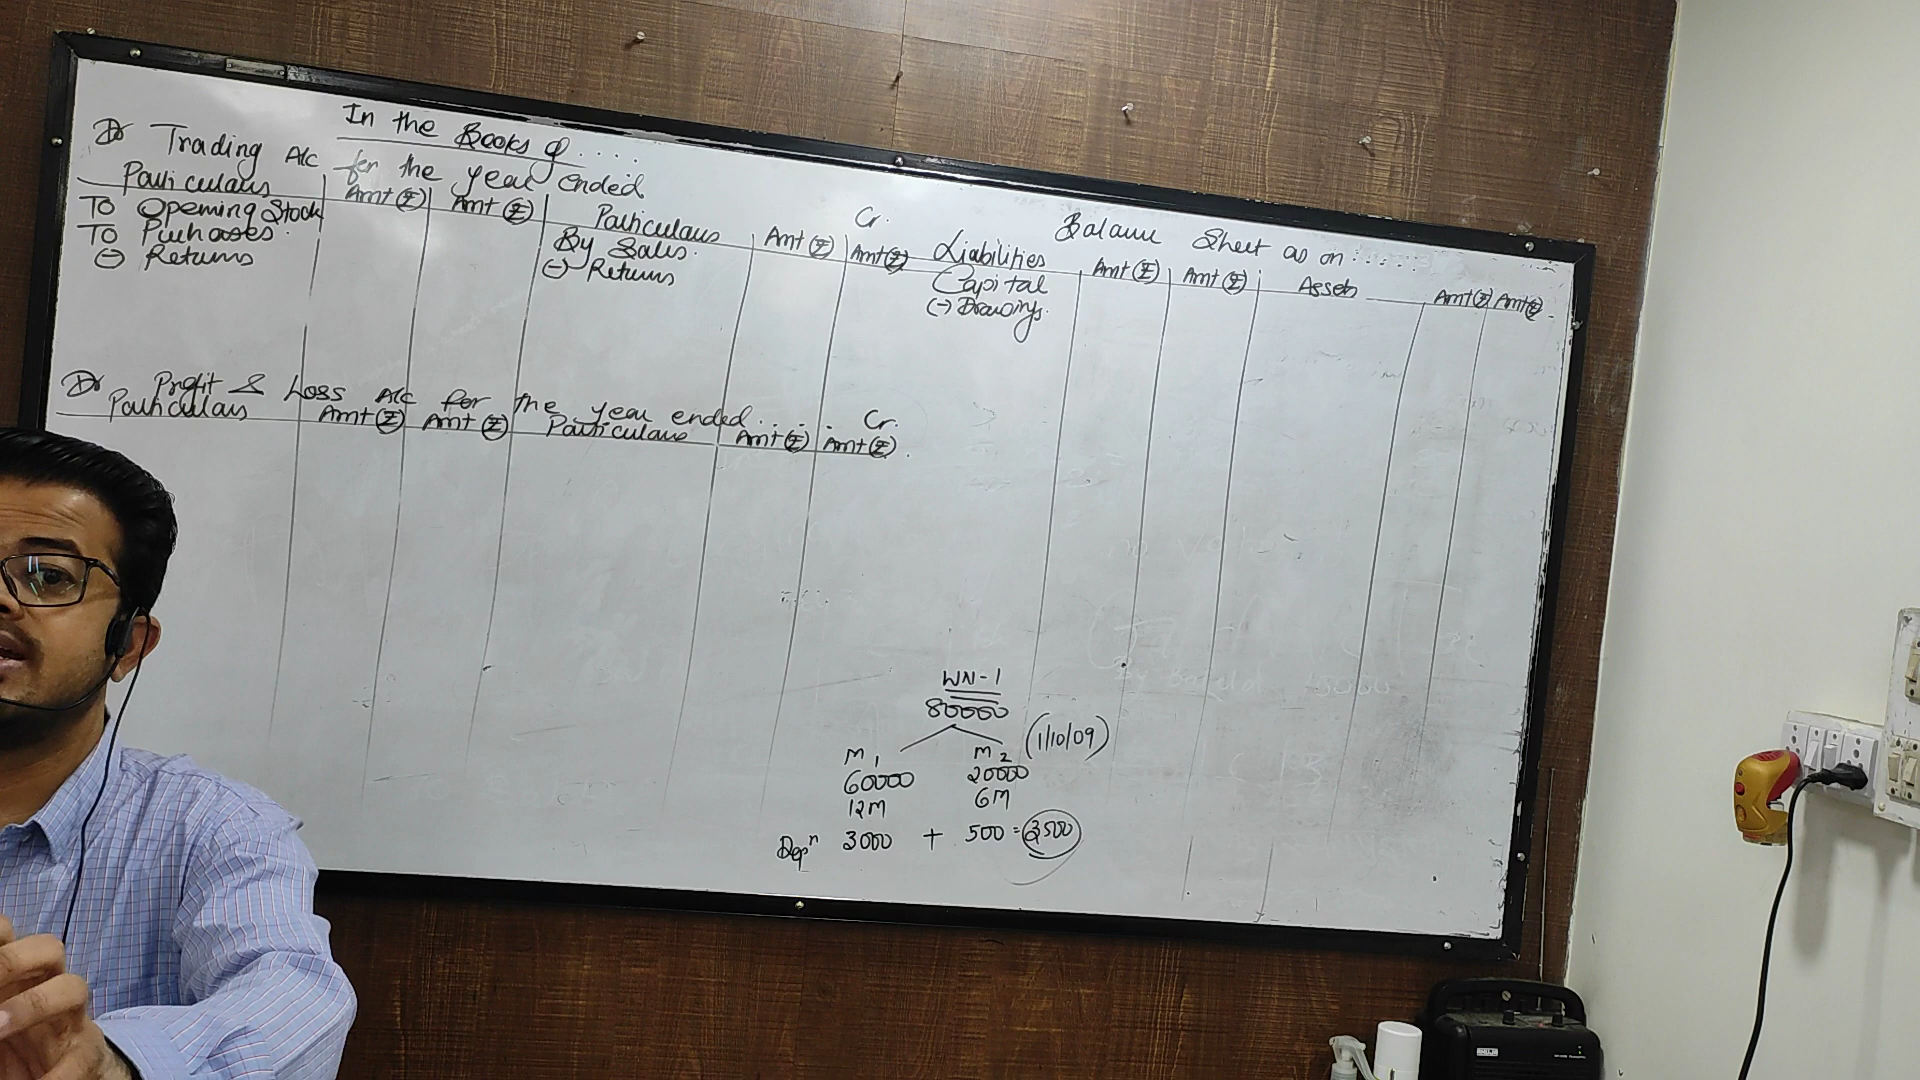 In the Books of ....
Dr Trading A/c for the year ended Cr.
Particulars Amt (₹) Amt (₹) Particulars Amt (₹) Amt (₹)
To Opening Stock By Sales.
To Purchases. (-) Returns
(-) Returns
Dr Profit & Loss A/c for the year ended..... Cr.
Particulars Amt (₹) Amt (₹) Particulars Amt (₹) Amt (₹)
Balance Sheet as on .....
Liabilities Amt (₹) Amt (₹) Assets Amt (₹) Amt (₹)
Capital
(-) Drawings.
WN-1
80000
M1 M2 (1/10/09)
60000 20000
12M 6M
Depn 3000 + 500 = 3500
AHUJA